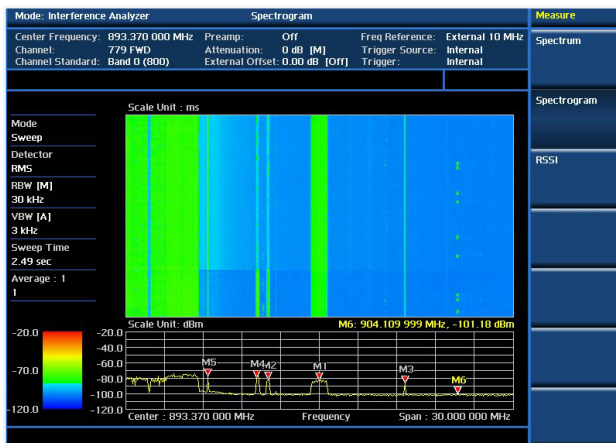 Mode: Interference Analyzer Spectrogram Measure
Center Frequency: 893.370 000 MHz Preamp: Off Freq Reference: External 10 MHz
Channel: 779 FWD Attenuation: 0 dB [M] Trigger Source: Internal
Channel Standard: Band 0 (800) External Offset: 0.00 dB [Off] Trigger: Internal
Spectrum
Spectrogram
RSSI
Scale Unit : ms
Mode
Sweep
Detector
RMS
RBW [M]
30 kHz
VBW [A]
3 kHz
Sweep Time
2.49 sec
Average : 1
1
Scale Unit: dBm M6: 904.109 999 MHz, -101.18 dBm
-20.0 -20.0
-40.0
-60.0
-70.0 -80.0
-100.0
-120.0 -120.0
M5 M4 M2 M1 M3 M6
Center : 893.370 000 MHz Frequency Span : 30.000 000 MHz